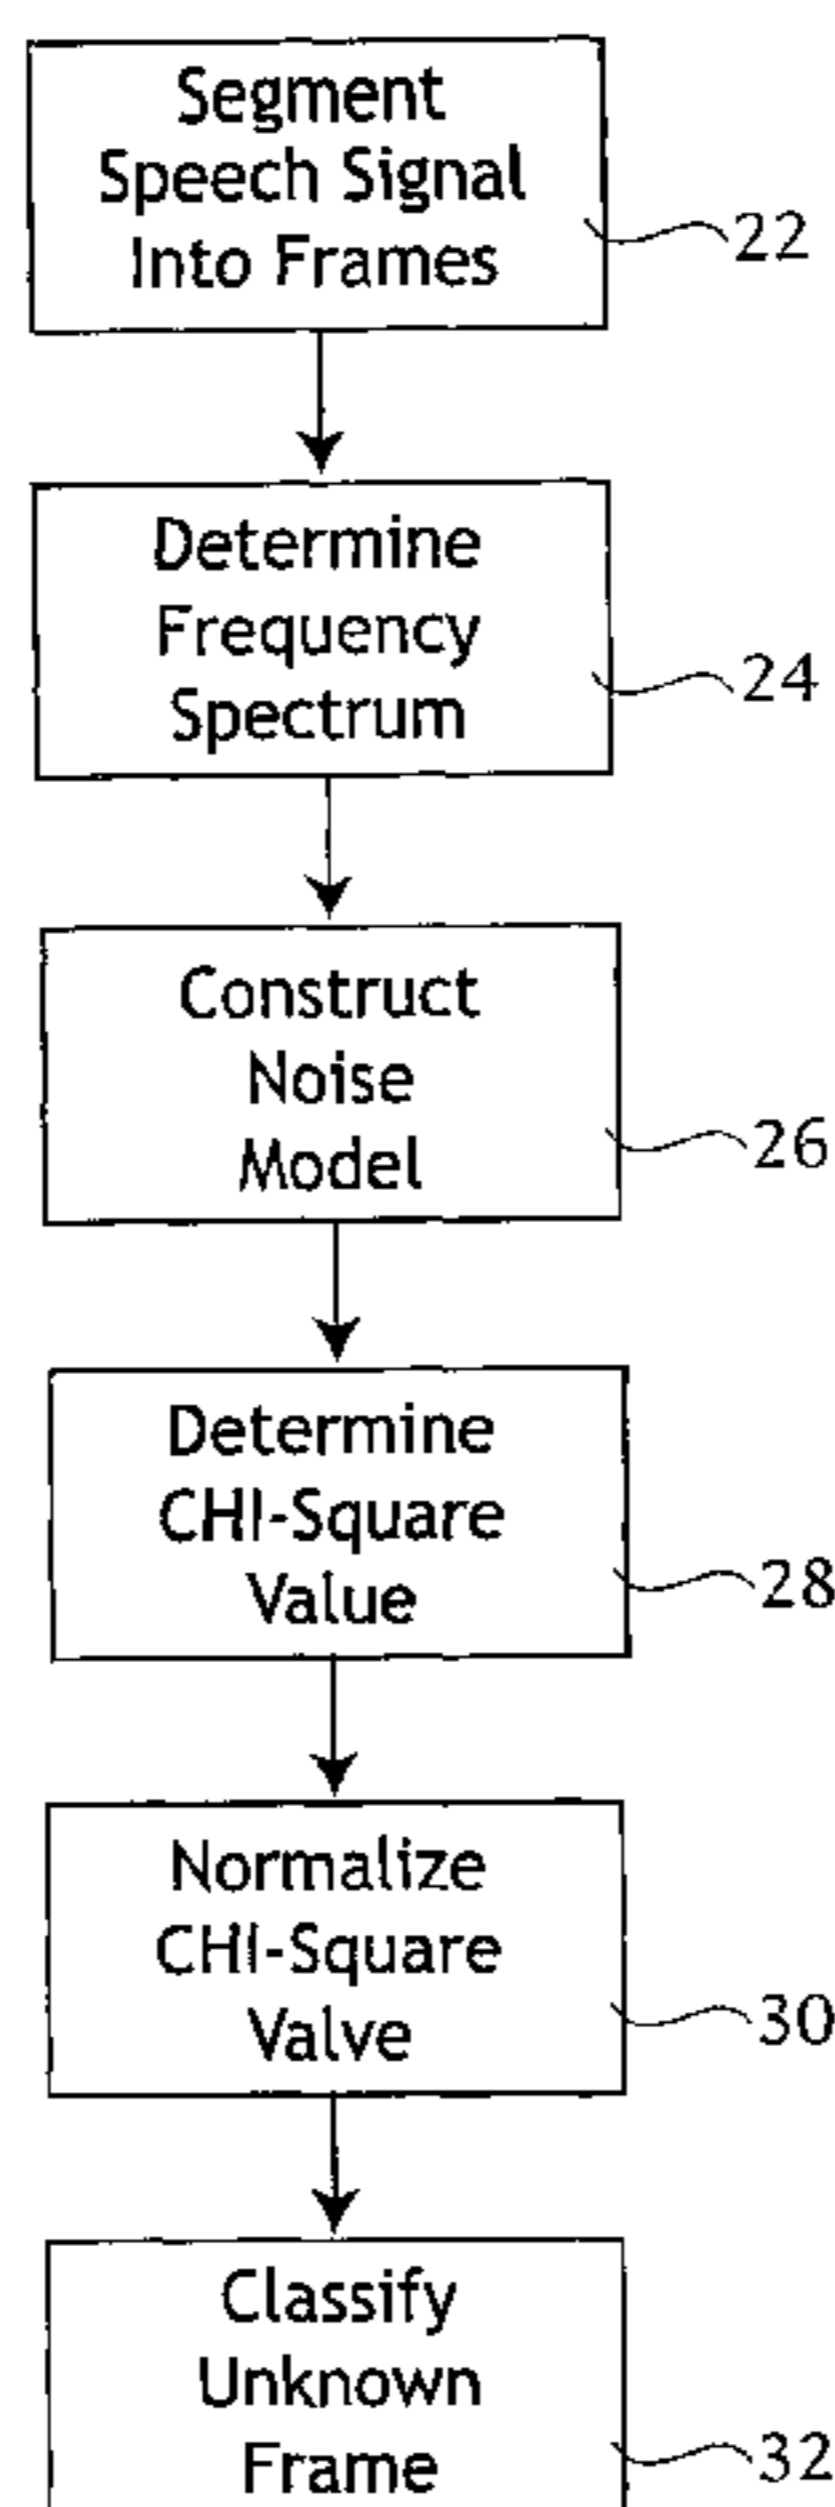 Segment
Speech Signal
Into Frames
22
Determine
Frequency
Spectrum
24
Construct
Noise
Model
26
Determine
CHI-Square
Value
28
Normalize
CHI-Square
Valve
30
Classify
Unknown
Frame
32